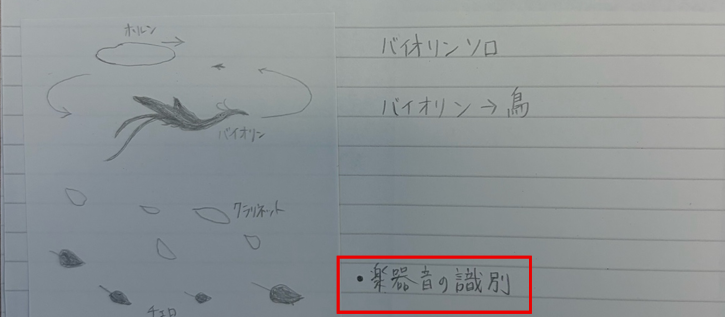 ホルン
バイオリンソロ
バイオリン→鳥
バイオリン
クラリネット
・楽器音の識別
チェロ